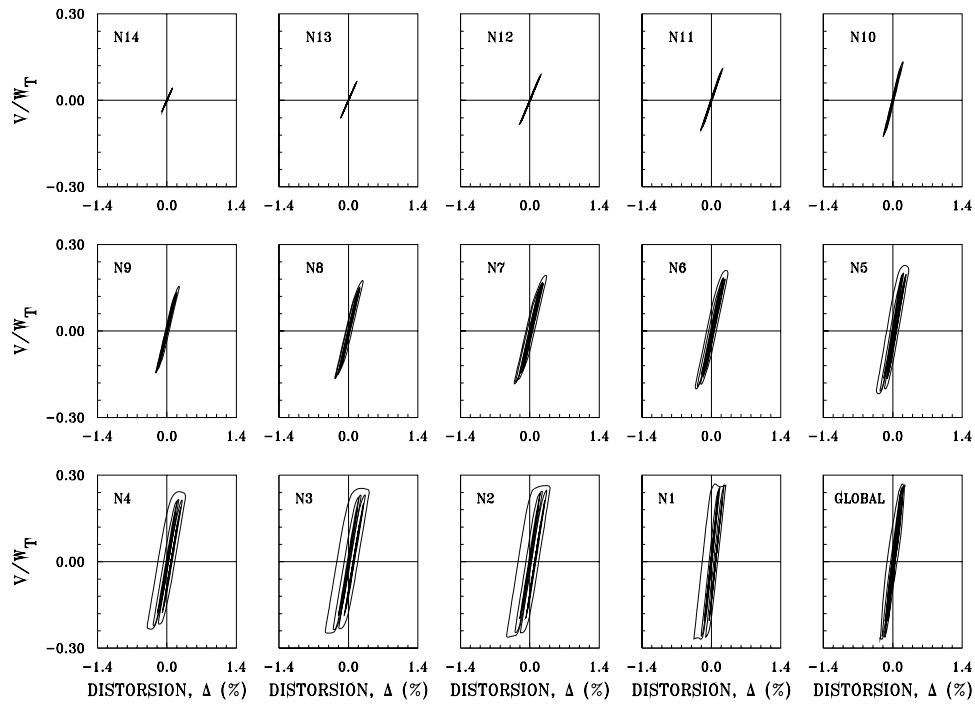 0.30
V/W_T
0.00
-0.30
N14
N13
N12
N11
N10
-1.4 0.0 1.4 -1.4 0.0 1.4 -1.4 0.0 1.4 -1.4 0.0 1.4 -1.4 0.0 1.4
0.30
V/W_T
0.00
-0.30
N9
N8
N7
N6
N5
-1.4 0.0 1.4 -1.4 0.0 1.4 -1.4 0.0 1.4 -1.4 0.0 1.4 -1.4 0.0 1.4
0.30
V/W_T
0.00
-0.30
N4
N3
N2
N1
GLOBAL
-1.4 0.0 1.4 -1.4 0.0 1.4 -1.4 0.0 1.4 -1.4 0.0 1.4 -1.4 0.0 1.4
DISTORSION, Δ (%) DISTORSION, Δ (%) DISTORSION, Δ (%) DISTORSION, Δ (%) DISTORSION, Δ (%)